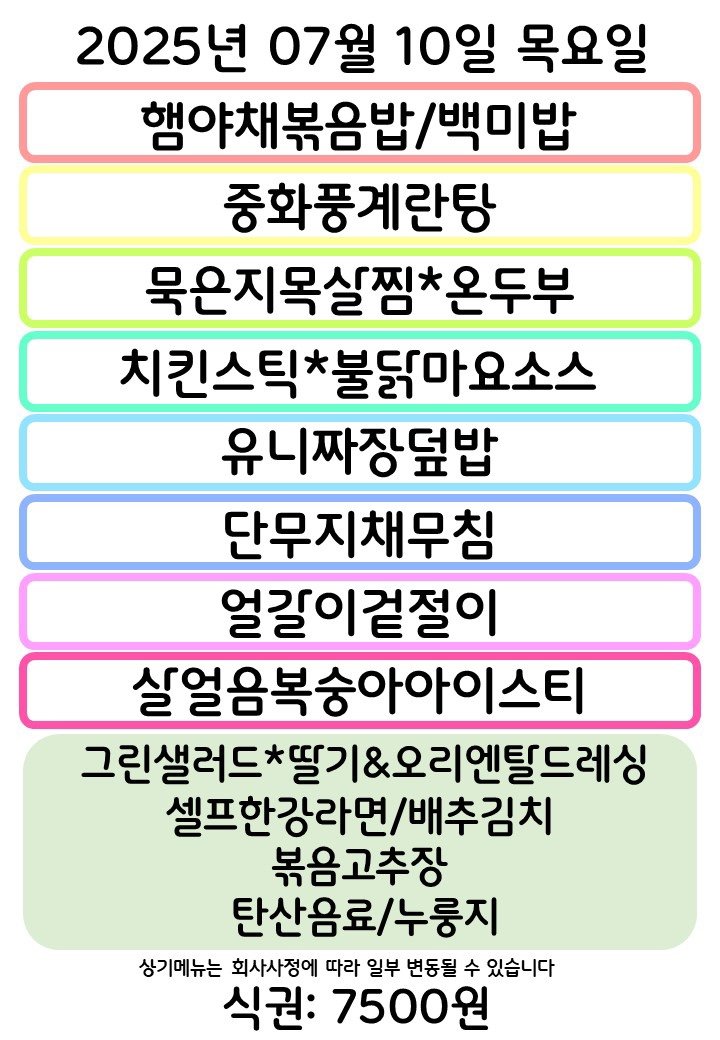 2025년 07월 10일 목요일
햄야채볶음밥/백미밥
중화풍계란탕
묵은지목살찜*온두부
치킨스틱*불닭마요소스
유니짜장덮밥
단무지채무침
얼갈이겉절이
살얼음복숭아아이스티
그린샐러드*딸기&오리엔탈드레싱
셀프한강라면/배추김치
볶음고추장
탄산음료/누룽지
상기메뉴는 회사사정에 따라 일부 변동될 수 있습니다
식권: 7500원